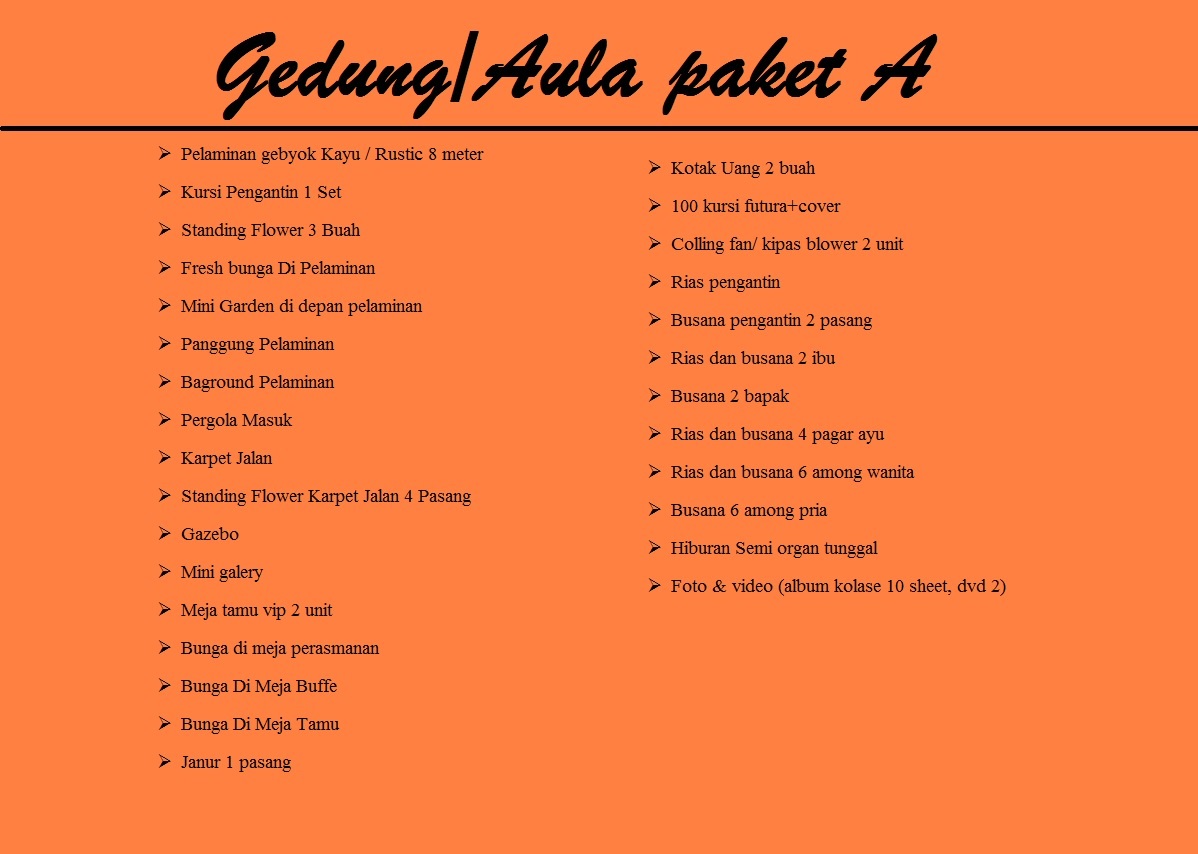 Gedung/Aula paket A
Pelaminan gebyok Kayu / Rustic 8 meter
Kursi Pengantin 1 Set
Standing Flower 3 Buah
Fresh bunga Di Pelaminan
Mini Garden di depan pelaminan
Panggung Pelaminan
Baground Pelaminan
Pergola Masuk
Karpet Jalan
Standing Flower Karpet Jalan 4 Pasang
Gazebo
Mini galery
Meja tamu vip 2 unit
Bunga di meja perasmanan
Bunga Di Meja Buffe
Bunga Di Meja Tamu
Janur 1 pasang
Kotak Uang 2 buah
100 kursi futura+cover
Colling fan/ kipas blower 2 unit
Rias pengantin
Busana pengantin 2 pasang
Rias dan busana 2 ibu
Busana 2 bapak
Rias dan busana 4 pagar ayu
Rias dan busana 6 among wanita
Busana 6 among pria
Hiburan Semi organ tunggal
Foto & video (album kolase 10 sheet, dvd 2)